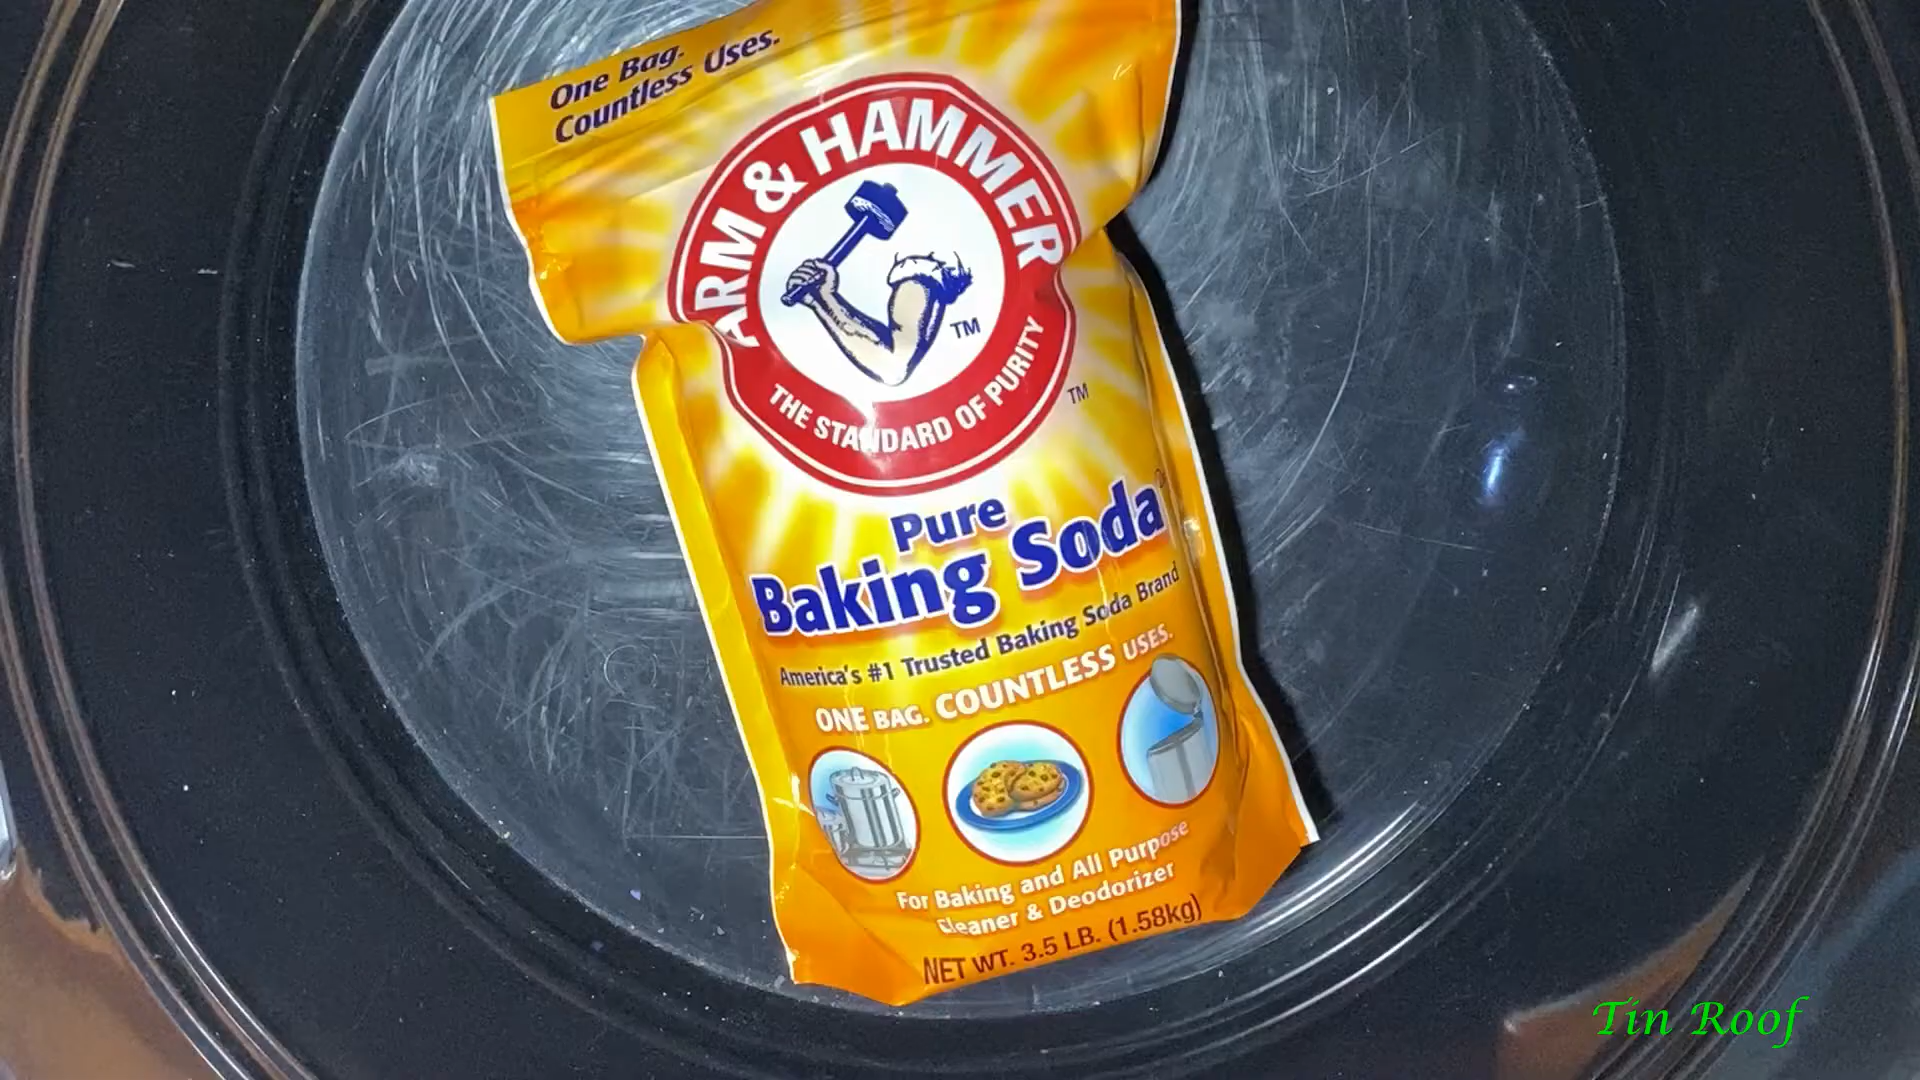 One Bag.
Countless Uses.
ARM & HAMMER
TM
THE STANDARD OF PURITY
TM
Pure
Baking Soda
America's #1 Trusted Baking Soda Brand
ONE BAG. COUNTLESS USES.
For Baking and All Purpose
Cleaner & Deodorizer
NET WT. 3.5 LB. (1.58kg)
Tin Roof